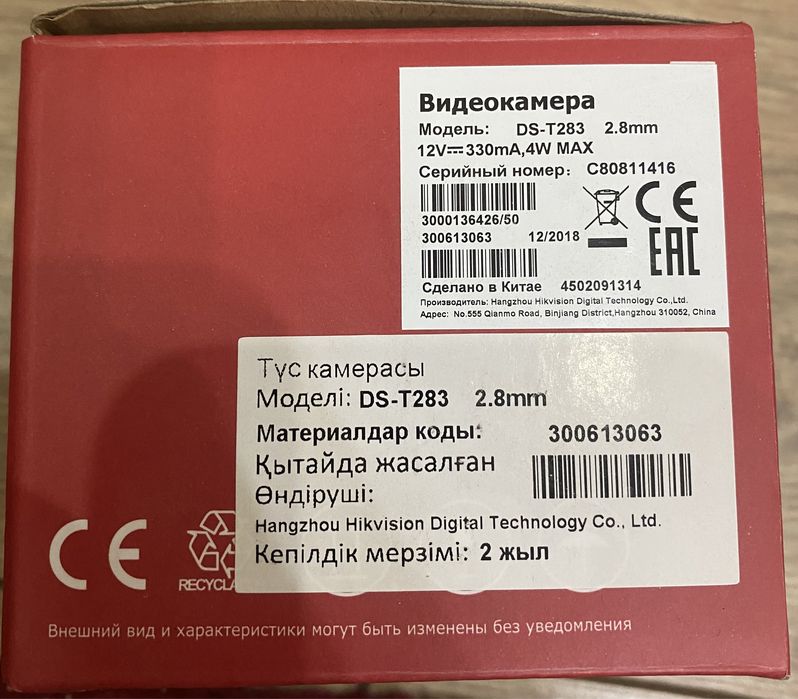 Видеокамера
Модель: DS-T283 2.8mm
12V⎓330mA,4W MAX
Серийный номер: C80811416
3000136426/50
300613063 12/2018
CE
EAC
Сделано в Китае 4502091314
Производитель: Hangzhou Hikvision Digital Technology Co.,Ltd.
Адрес: No.555 Qianmo Road, Binjiang District,Hangzhou 310052, China
Түс камерасы
Моделі: DS-T283 2.8mm
Материалдар коды: 300613063
Қытайда жасалған
Өндіруші:
Hangzhou Hikvision Digital Technology Co., Ltd.
Кепілдік мерзімі: 2 жыл
CE
RECYCLA
Внешний вид и характеристики могут быть изменены без уведомления